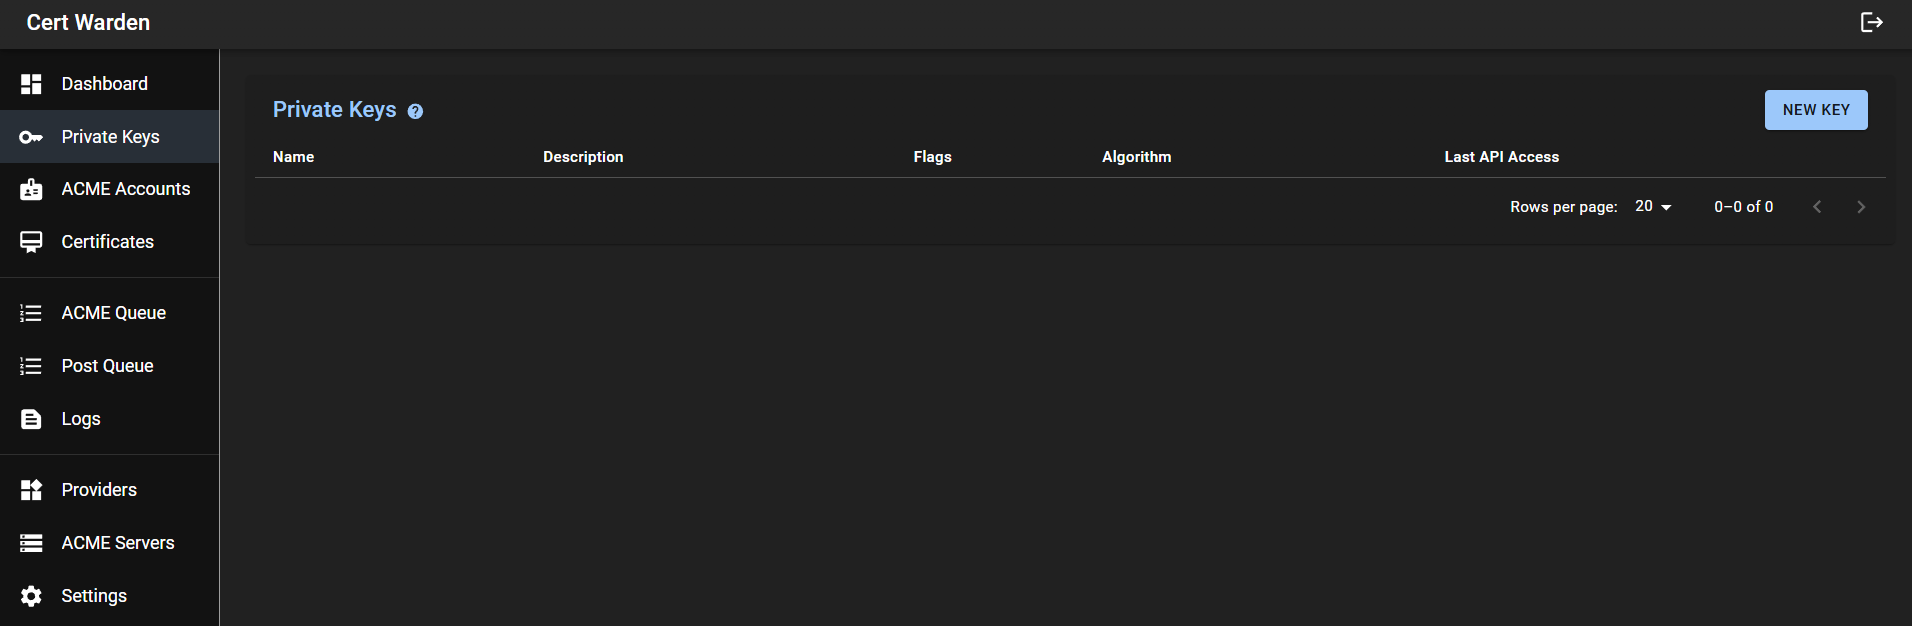 Cert Warden
Dashboard
Private Keys
ACME Accounts
Certificates
ACME Queue
Post Queue
Logs
Providers
ACME Servers
Settings
Private Keys
NEW KEY
Name Description Flags Algorithm Last API Access
Rows per page: 20 0–0 of 0